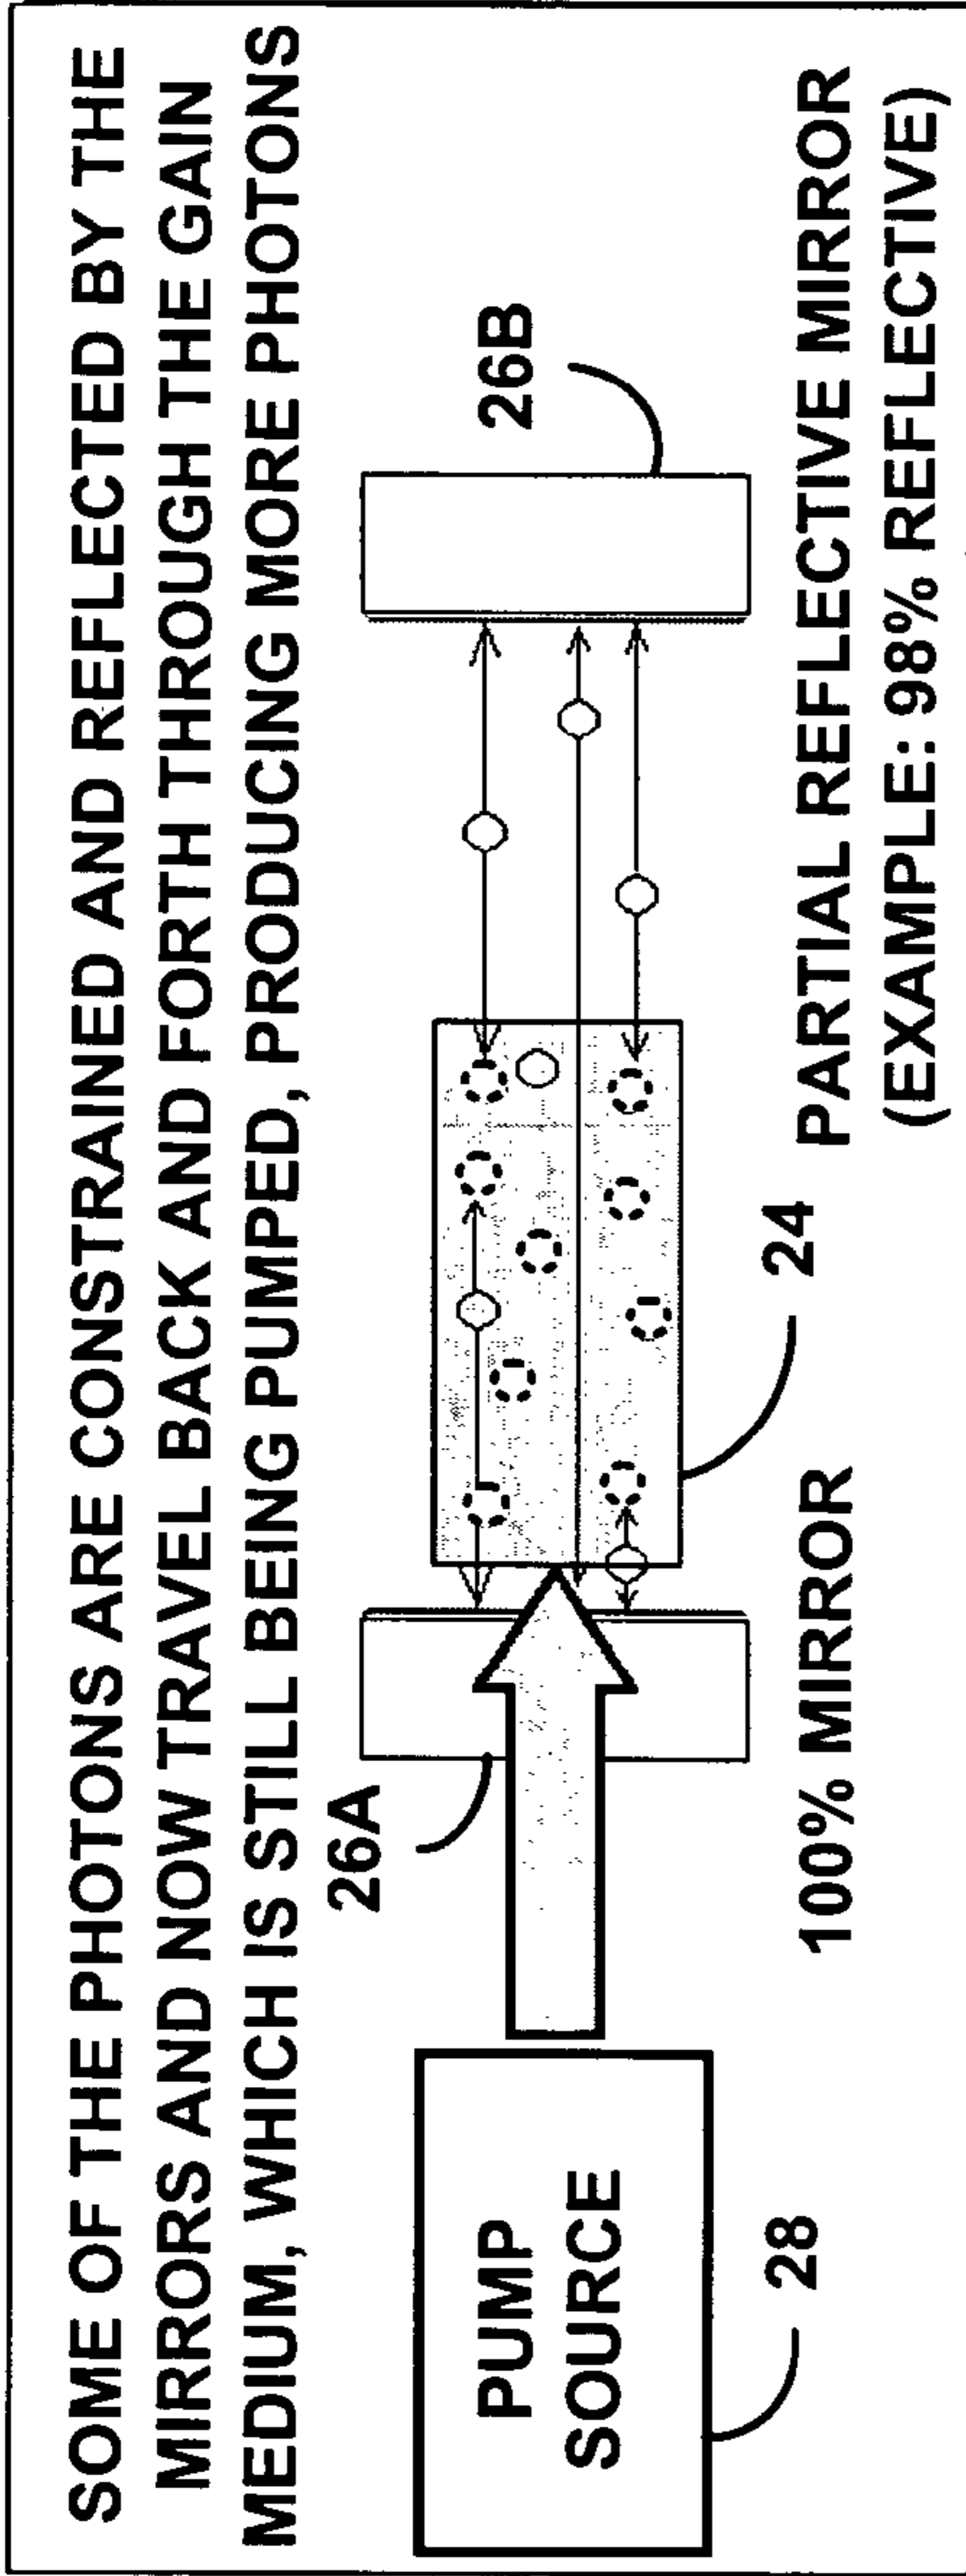 SOME OF THE PHOTONS ARE CONSTRAINED AND REFLECTED BY THE
MIRRORS AND NOW TRAVEL BACK AND FORTH THROUGH THE GAIN
MEDIUM, WHICH IS STILL BEING PUMPED, PRODUCING MORE PHOTONS
26A
26B
PUMP
SOURCE
28
100% MIRROR
24
PARTIAL REFLECTIVE MIRROR
(EXAMPLE: 98% REFLECTIVE)